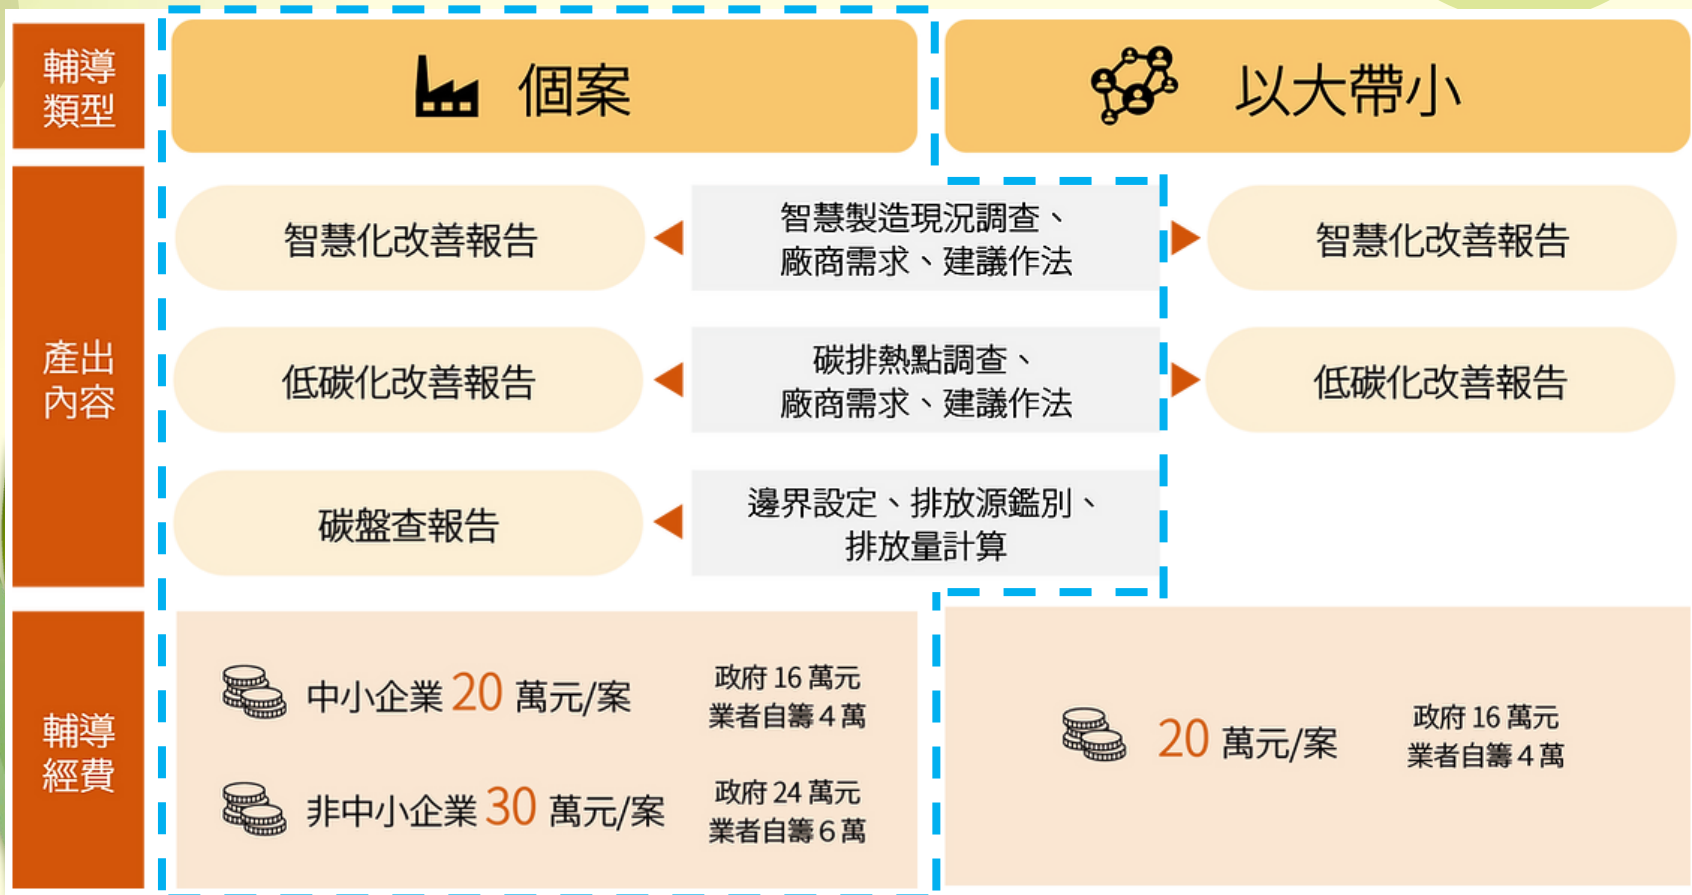 輔導
類型
個案
以大帶小
產出
內容
智慧化改善報告
智慧製造現況調查、
廠商需求、建議作法
智慧化改善報告
低碳化改善報告
碳排熱點調查、
廠商需求、建議作法
低碳化改善報告
碳盤查報告
邊界設定、排放源鑑別、
排放量計算
輔導
經費
中小企業 20 萬元/案
政府 16 萬元
業者自籌 4 萬
非中小企業 30 萬元/案
政府 24 萬元
業者自籌 6 萬
20 萬元/案
政府 16 萬元
業者自籌 4 萬